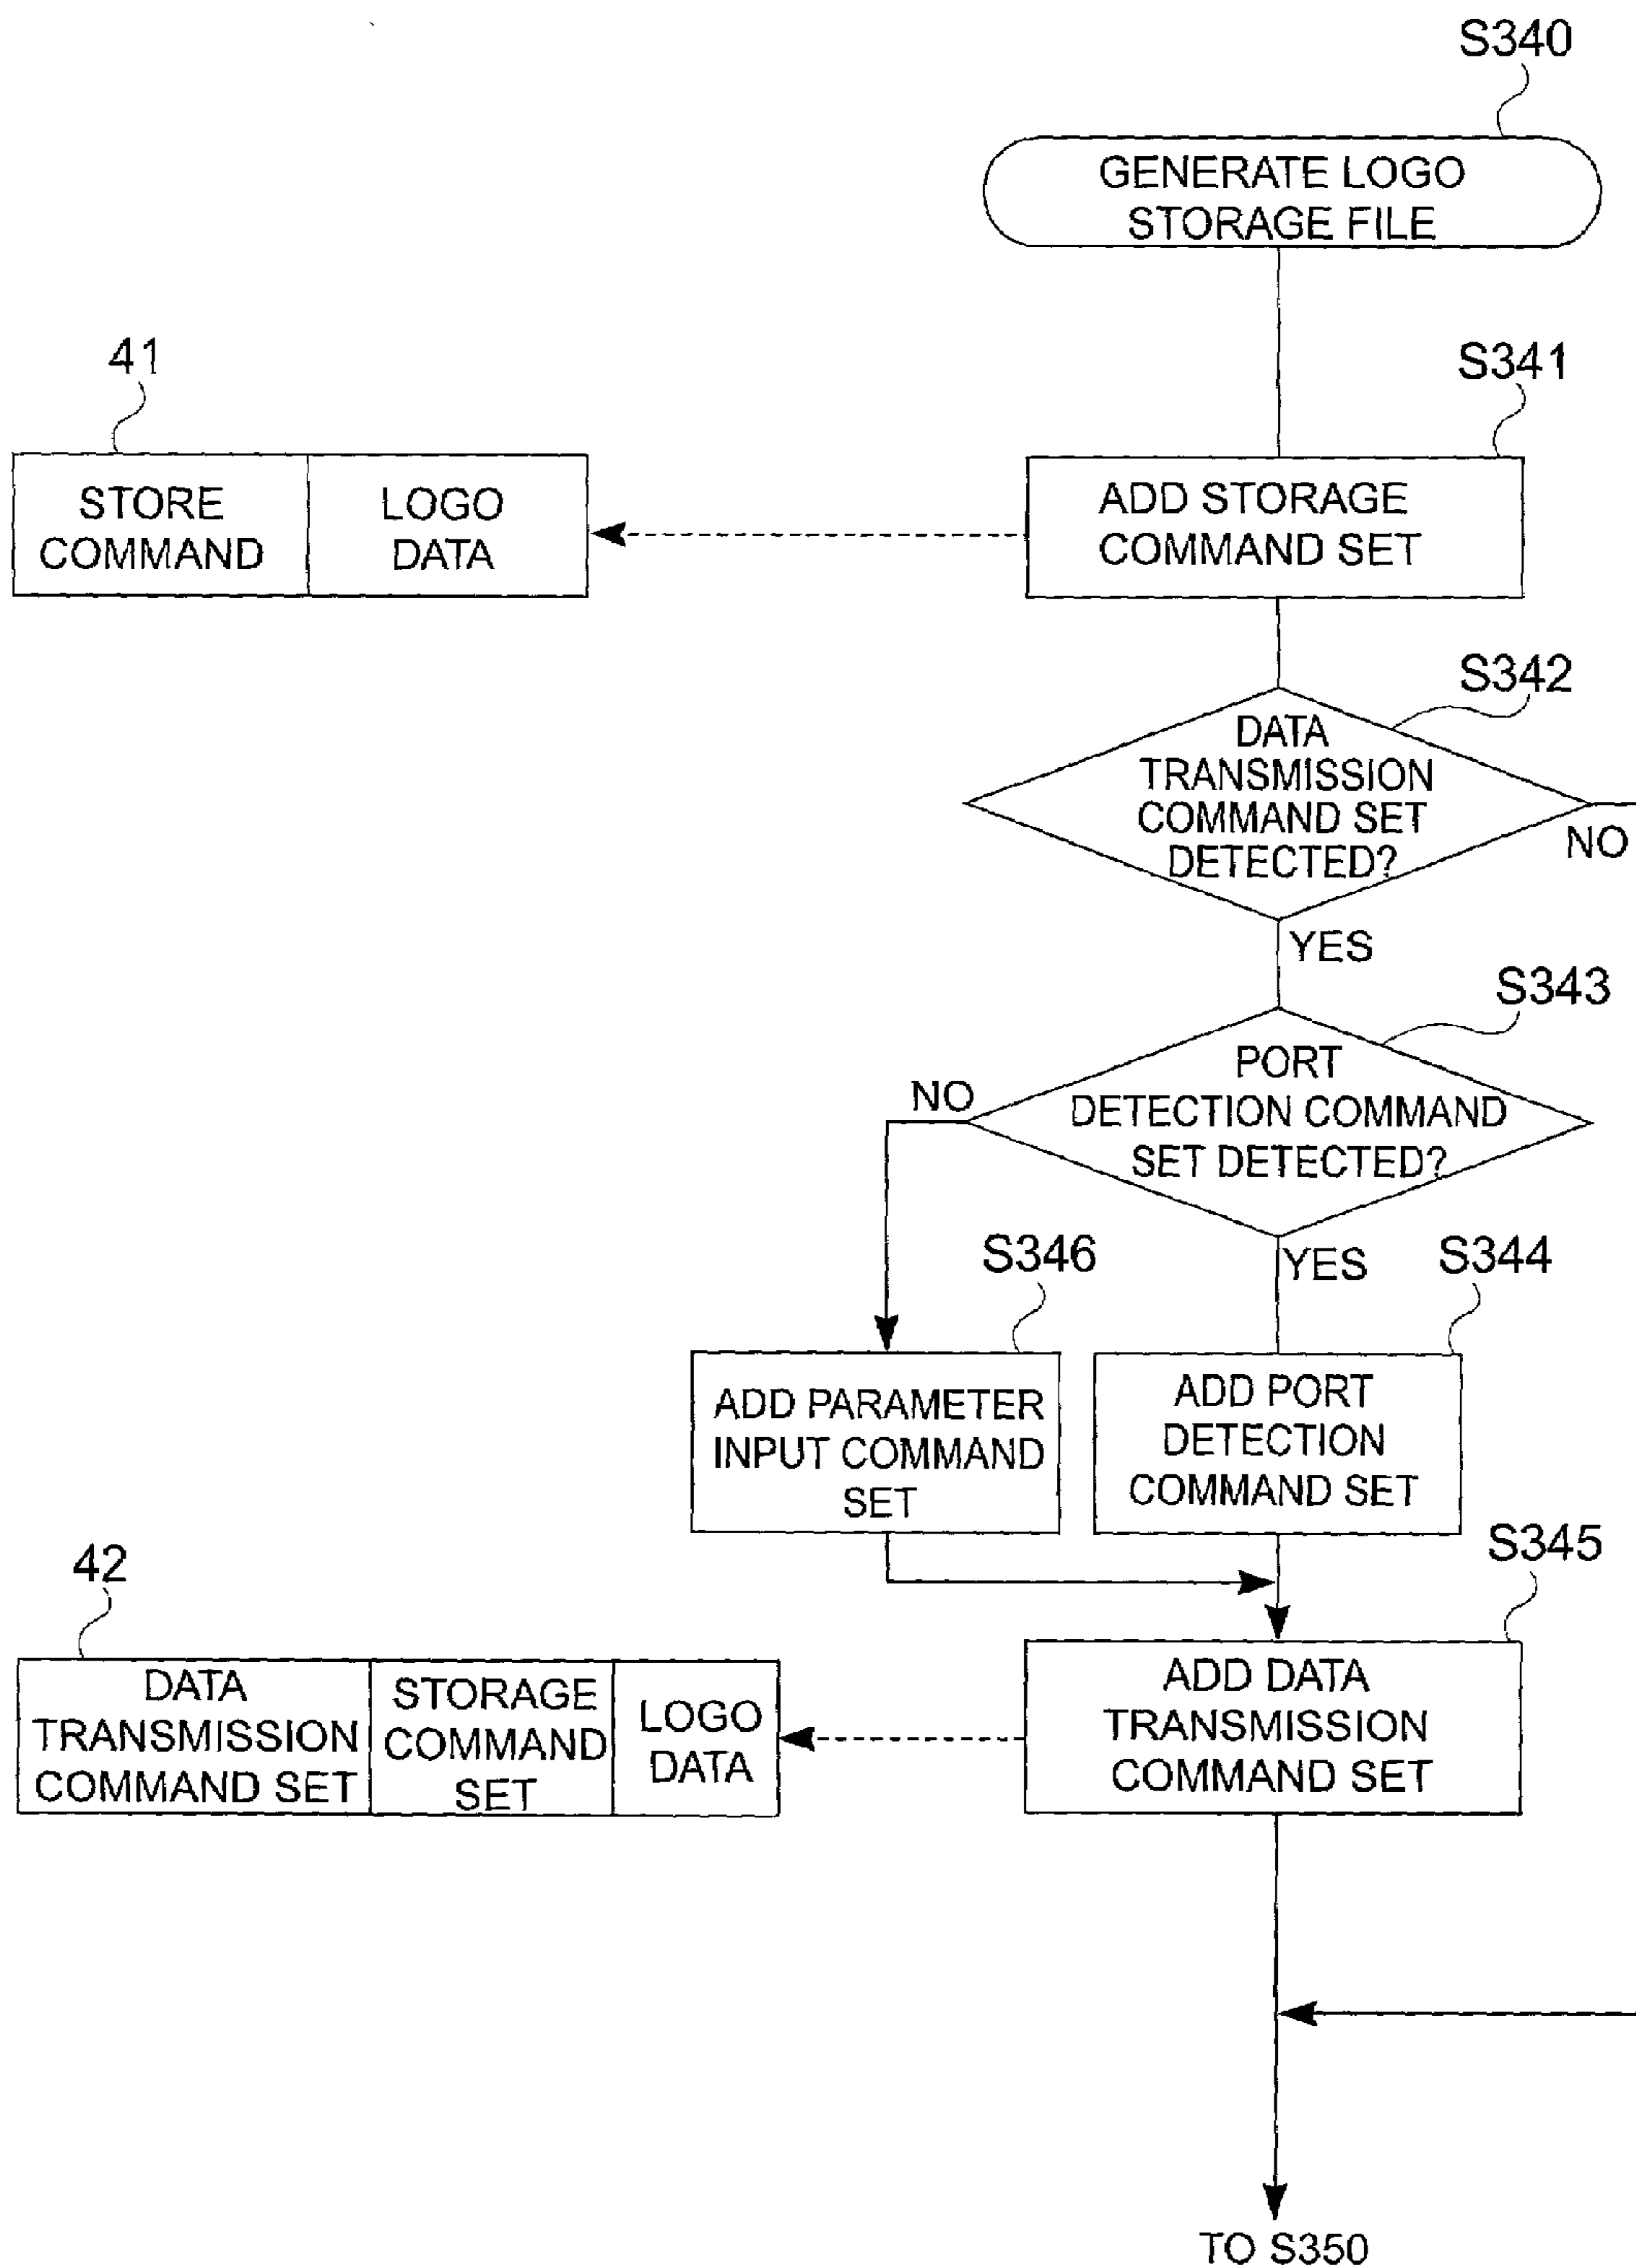 S340
GENERATE LOGO
STORAGE FILE
41
S341
STORE
COMMAND
LOGO
DATA
ADD STORAGE
COMMAND SET
S342
DATA
TRANSMISSION
COMMAND SET
DETECTED?
NO
YES
S343
PORT
DETECTION COMMAND
SET DETECTED?
NO
YES
S346
S344
ADD PARAMETER
INPUT COMMAND
SET
ADD PORT
DETECTION
COMMAND SET
42
S345
DATA
TRANSMISSION
COMMAND SET
STORAGE
COMMAND
SET
LOGO
DATA
ADD DATA
TRANSMISSION
COMMAND SET
TO S350